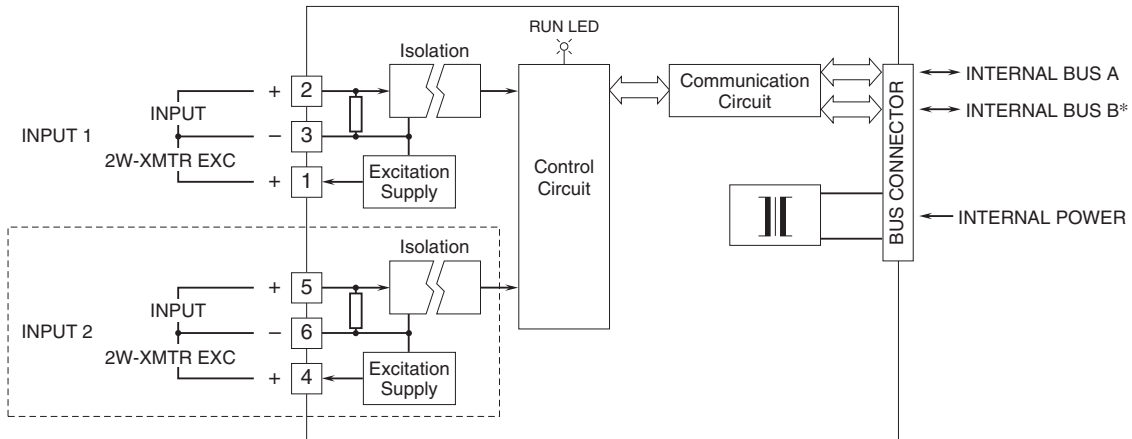 RUN LED
Isolation
+ 2
INPUT
INPUT 1
− 3
2W-XMTR EXC
+ 1
Excitation
Supply
Control
Circuit
Communication
Circuit
BUS CONNECTOR
INTERNAL BUS A
INTERNAL BUS B*
INTERNAL POWER
Isolation
+ 5
INPUT
INPUT 2
− 6
2W-XMTR EXC
+ 4
Excitation
Supply